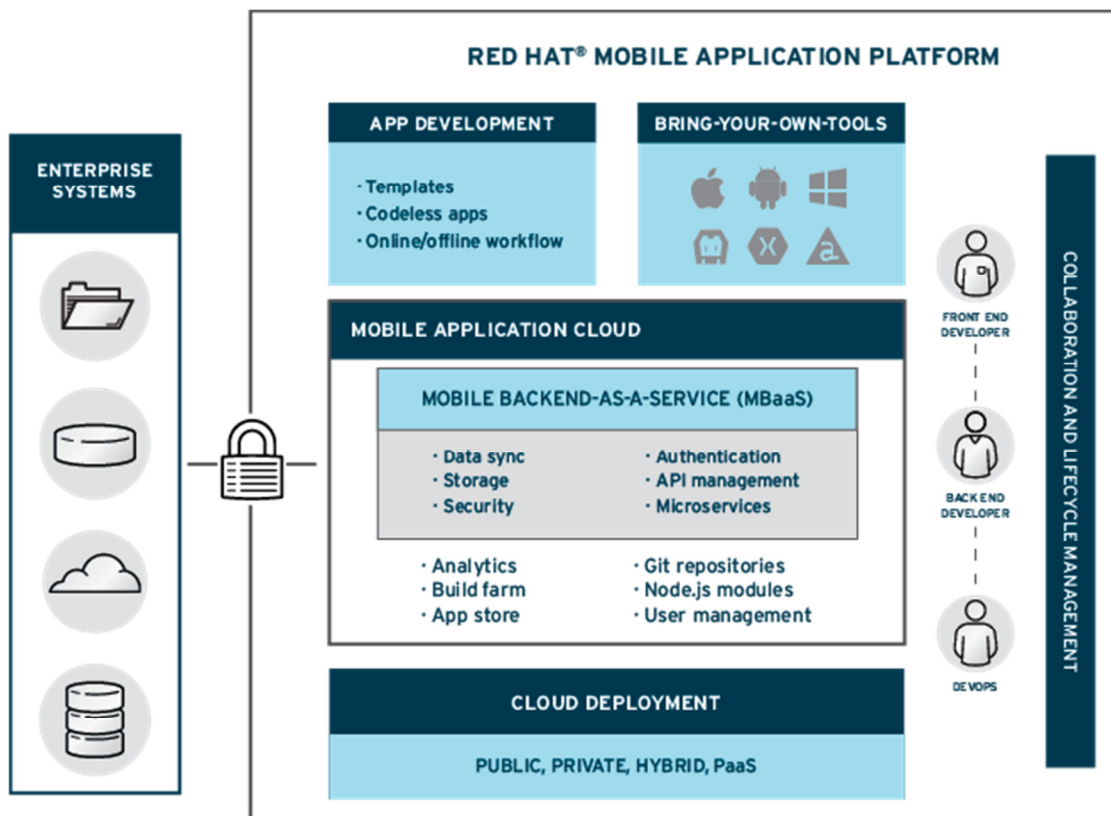 RED HAT® MOBILE APPLICATION PLATFORM
ENTERPRISE
SYSTEMS
APP DEVELOPMENT
· Templates
· Codeless apps
· Online/offline workflow
BRING-YOUR-OWN-TOOLS
MOBILE APPLICATION CLOUD
MOBILE BACKEND-AS-A-SERVICE (MBaaS)
· Data sync
· Storage
· Security
· Authentication
· API management
· Microservices
· Analytics
· Build farm
· App store
· Git repositories
· Node.js modules
· User management
CLOUD DEPLOYMENT
PUBLIC, PRIVATE, HYBRID, PaaS
FRONT END
DEVELOPER
BACK END
DEVELOPER
DEVOPS
COLLABORATION AND LIFECYCLE MANAGEMENT